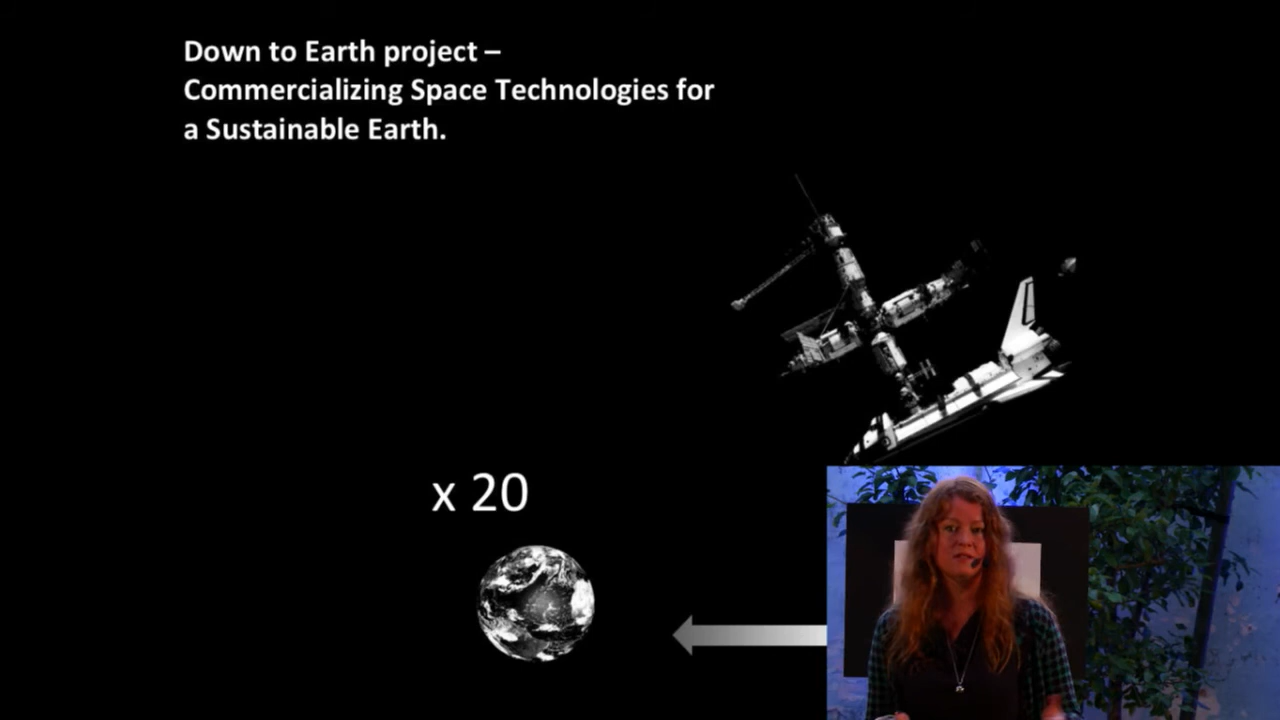 Down to Earth project –
Commercializing Space Technologies for
a Sustainable Earth.
x 20